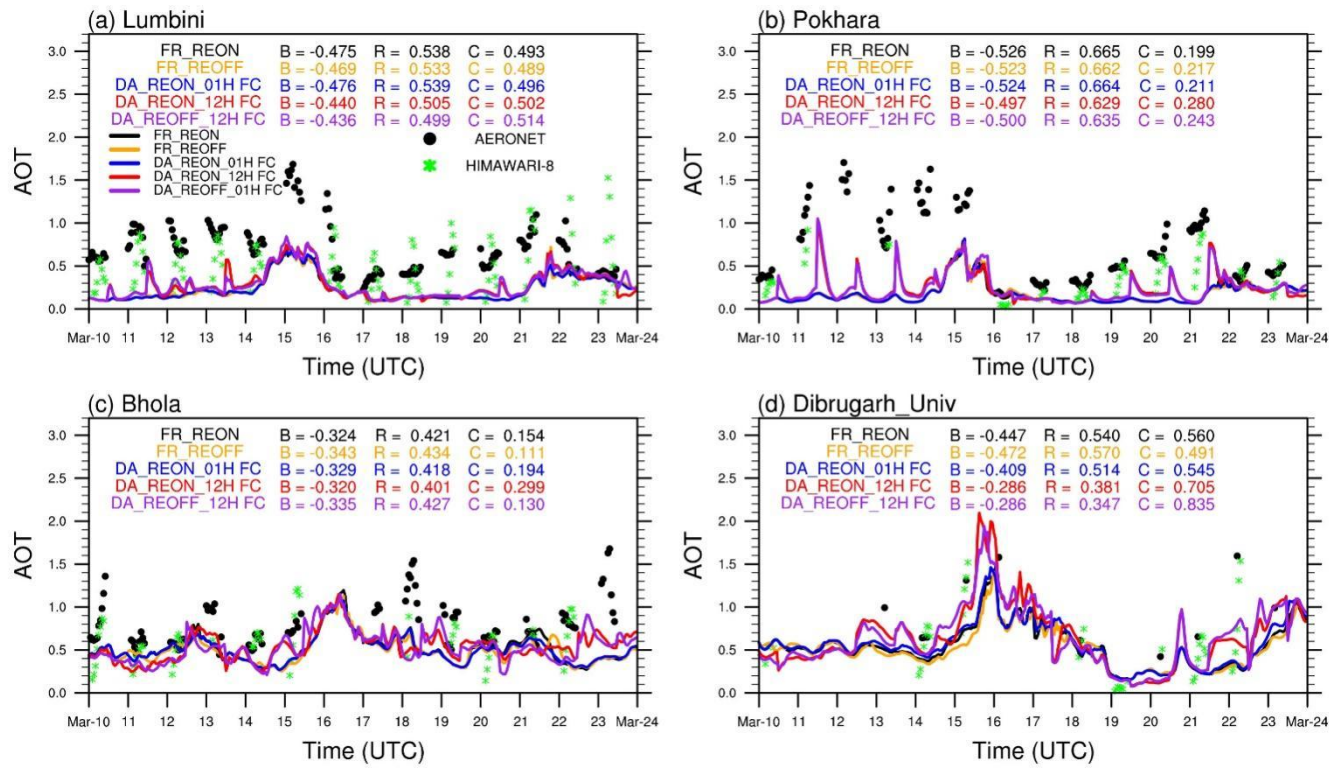 (a) Lumbini
FR_REON B = -0.475 R = 0.538 C = 0.493
FR_REOFF B = -0.469 R = 0.533 C = 0.489
DA_REON_01H FC B = -0.476 R = 0.539 C = 0.496
DA_REON_12H FC B = -0.440 R = 0.505 C = 0.502
DA_REOFF_12H FC B = -0.436 R = 0.499 C = 0.514
FR_REON
FR_REOFF
DA_REON_01H FC
DA_REON_12H FC
DA_REOFF_01H FC
AERONET
HIMAWARI-8
AOT
3.0
2.5
2.0
1.5
1.0
0.5
0.0
Mar-10 11 12 13 14 15 16 17 18 19 20 21 22 23 Mar-24
Time (UTC)
(b) Pokhara
FR_REON B = -0.526 R = 0.665 C = 0.199
FR_REOFF B = -0.523 R = 0.662 C = 0.217
DA_REON_01H FC B = -0.524 R = 0.664 C = 0.211
DA_REON_12H FC B = -0.497 R = 0.629 C = 0.280
DA_REOFF_12H FC B = -0.500 R = 0.635 C = 0.243
AOT
3.0
2.5
2.0
1.5
1.0
0.5
0.0
Mar-10 11 12 13 14 15 16 17 18 19 20 21 22 23 Mar-24
Time (UTC)
(c) Bhola
FR_REON B = -0.324 R = 0.421 C = 0.154
FR_REOFF B = -0.343 R = 0.434 C = 0.111
DA_REON_01H FC B = -0.329 R = 0.418 C = 0.194
DA_REON_12H FC B = -0.320 R = 0.401 C = 0.299
DA_REOFF_12H FC B = -0.335 R = 0.427 C = 0.130
AOT
3.0
2.5
2.0
1.5
1.0
0.5
0.0
Mar-10 11 12 13 14 15 16 17 18 19 20 21 22 23 Mar-24
Time (UTC)
(d) Dibrugarh_Univ
FR_REON B = -0.447 R = 0.540 C = 0.560
FR_REOFF B = -0.472 R = 0.570 C = 0.491
DA_REON_01H FC B = -0.409 R = 0.514 C = 0.545
DA_REON_12H FC B = -0.286 R = 0.381 C = 0.705
DA_REOFF_12H FC B = -0.286 R = 0.347 C = 0.835
AOT
3.0
2.5
2.0
1.5
1.0
0.5
0.0
Mar-10 11 12 13 14 15 16 17 18 19 20 21 22 23 Mar-24
Time (UTC)